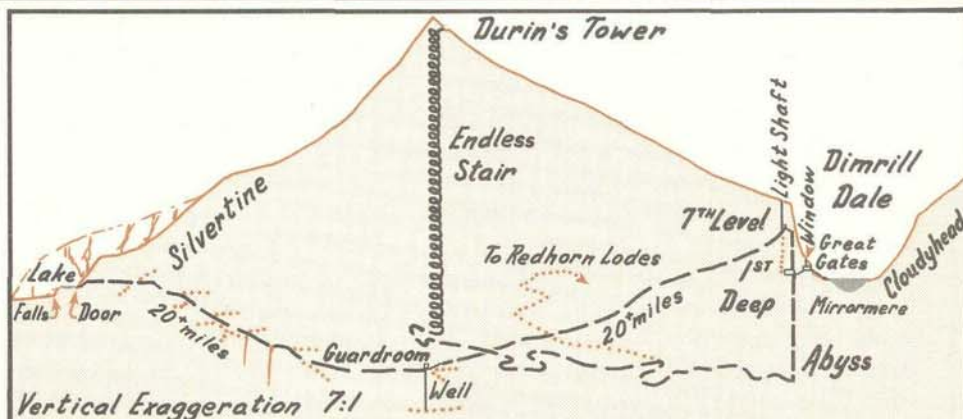 Durin's Tower
Endless
Stair
Light Shaft
Window
Dimrill
Dale
Silvertine
7TH Level
Great
Gates
Cloudyhead
Lake
To Redhorn Lodes
1ST
Deep
Mirrormere
Falls
Door
20+ miles
20+ miles
Guardroom
Abyss
Well
Vertical Exaggeration 7:1